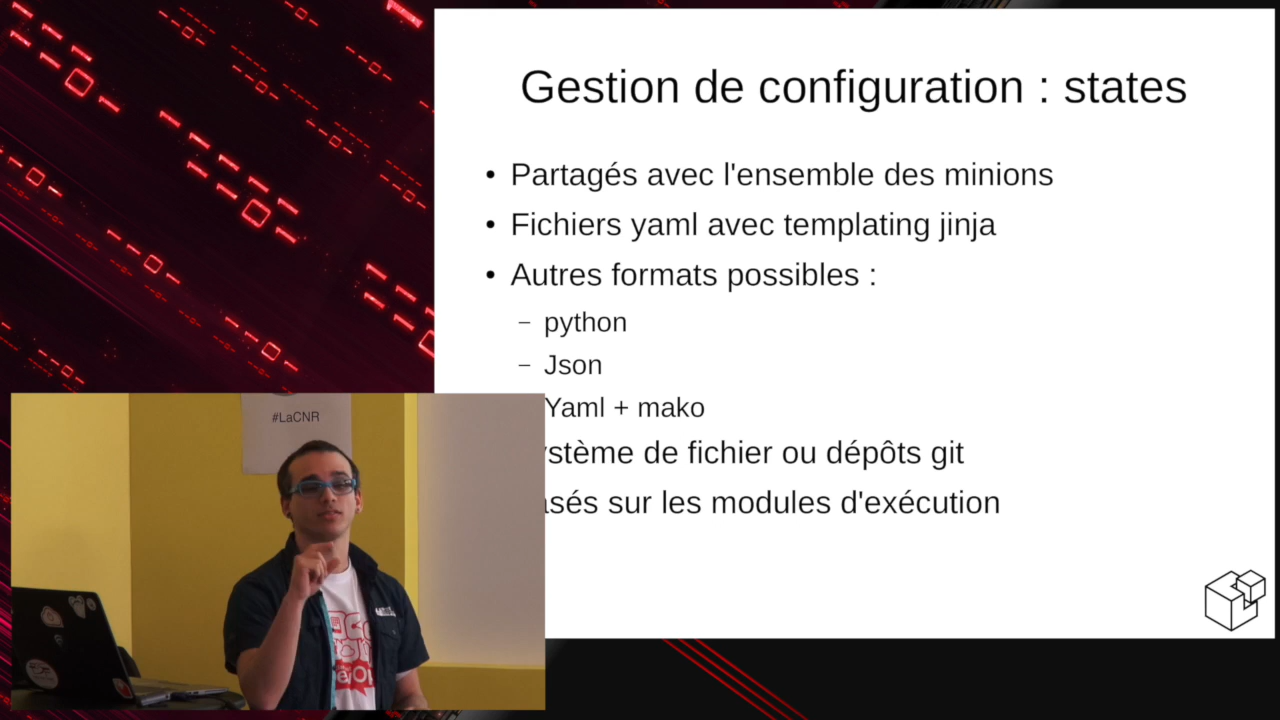 Gestion de configuration : states
• Partagés avec l'ensemble des minions
• Fichiers yaml avec templating jinja
• Autres formats possibles :
– python
– Json
Yaml + mako
ystème de fichier ou dépôts git
asés sur les modules d'exécution
#LaCNR